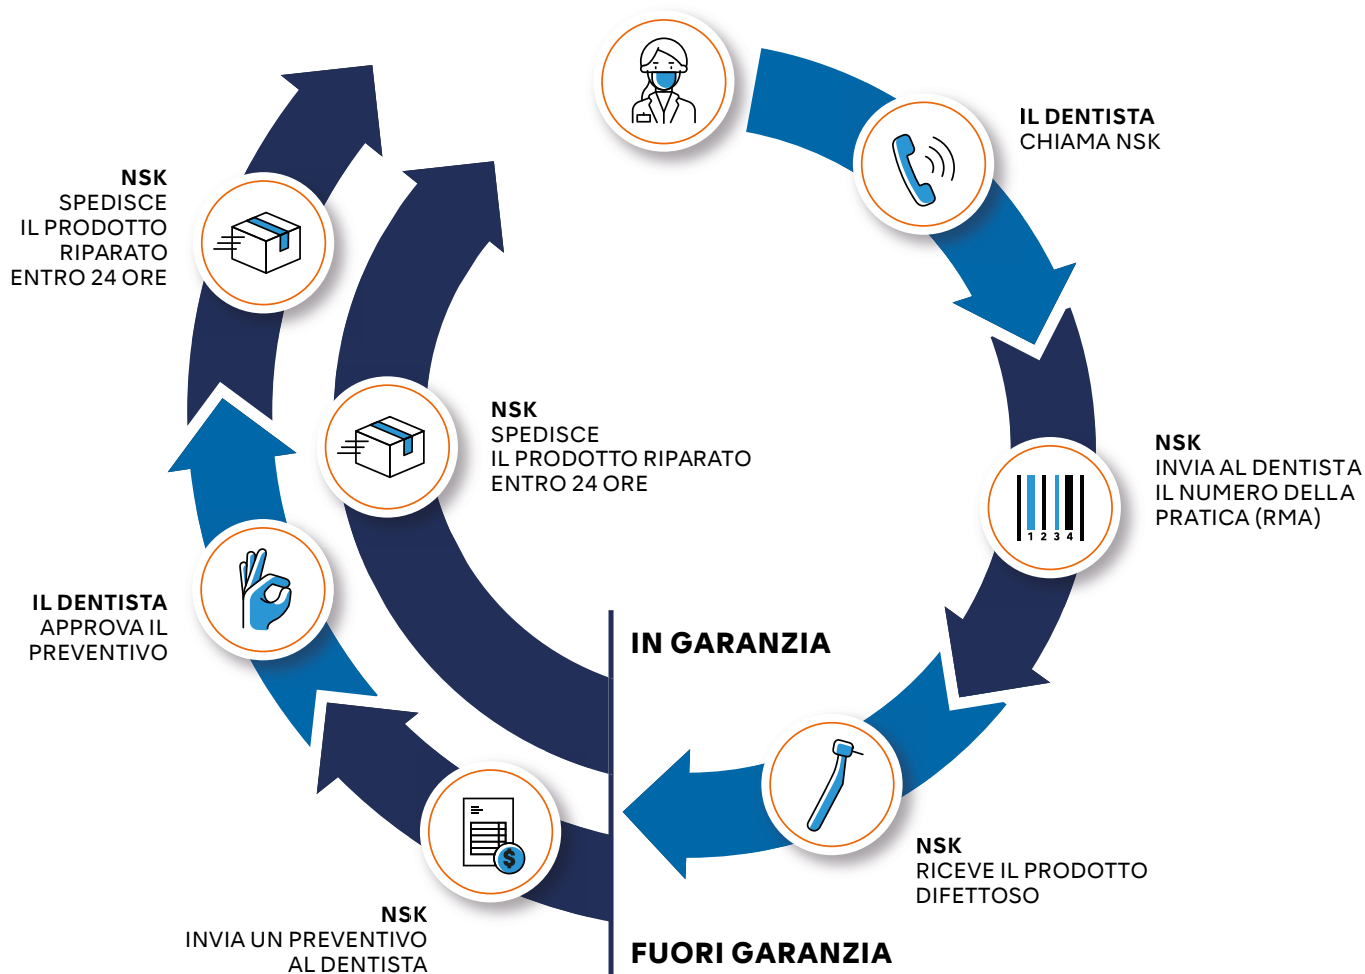 IL DENTISTA
CHIAMA NSK
NSK
INVIA AL DENTISTA
IL NUMERO DELLA
PRATICA (RMA)
1 2 3 4
NSK
RICEVE IL PRODOTTO
DIFETTOSO
IN GARANZIA
NSK
SPEDISCE
IL PRODOTTO RIPARATO
ENTRO 24 ORE
FUORI GARANZIA
$
NSK
INVIA UN PREVENTIVO
AL DENTISTA
IL DENTISTA
APPROVA IL
PREVENTIVO
NSK
SPEDISCE
IL PRODOTTO
RIPARATO
ENTRO 24 ORE